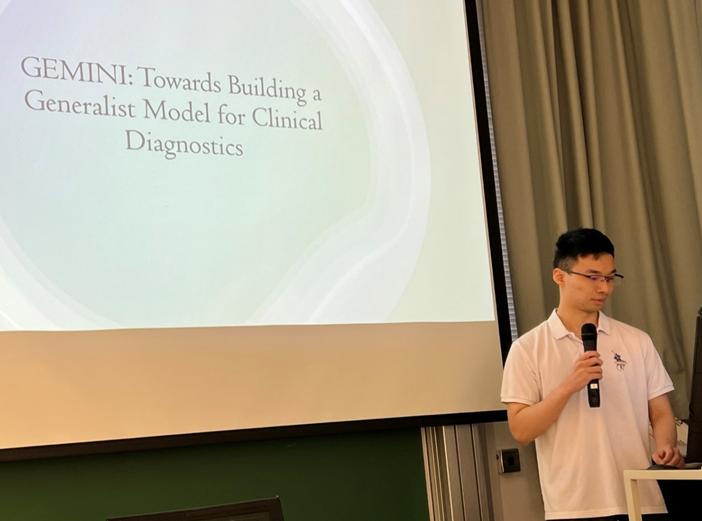 GEMINI: Towards Building a
Generalist Model for Clinical
Diagnostics